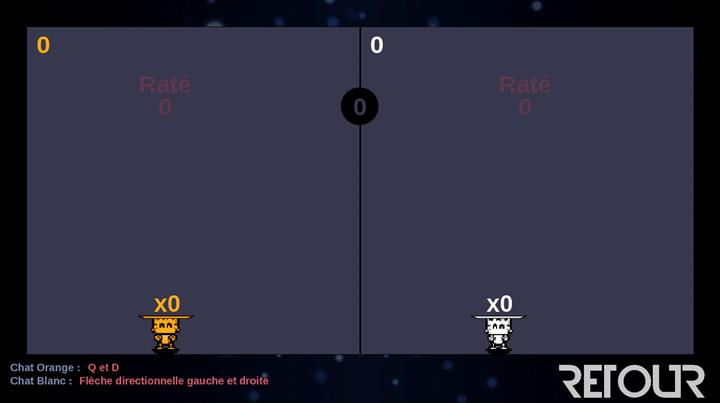 0
0
Raté
0
Raté
0
0
x0
x0
Chat Orange : Q et D
Chat Blanc : Flèche directionnelle gauche et droite
RETOUR